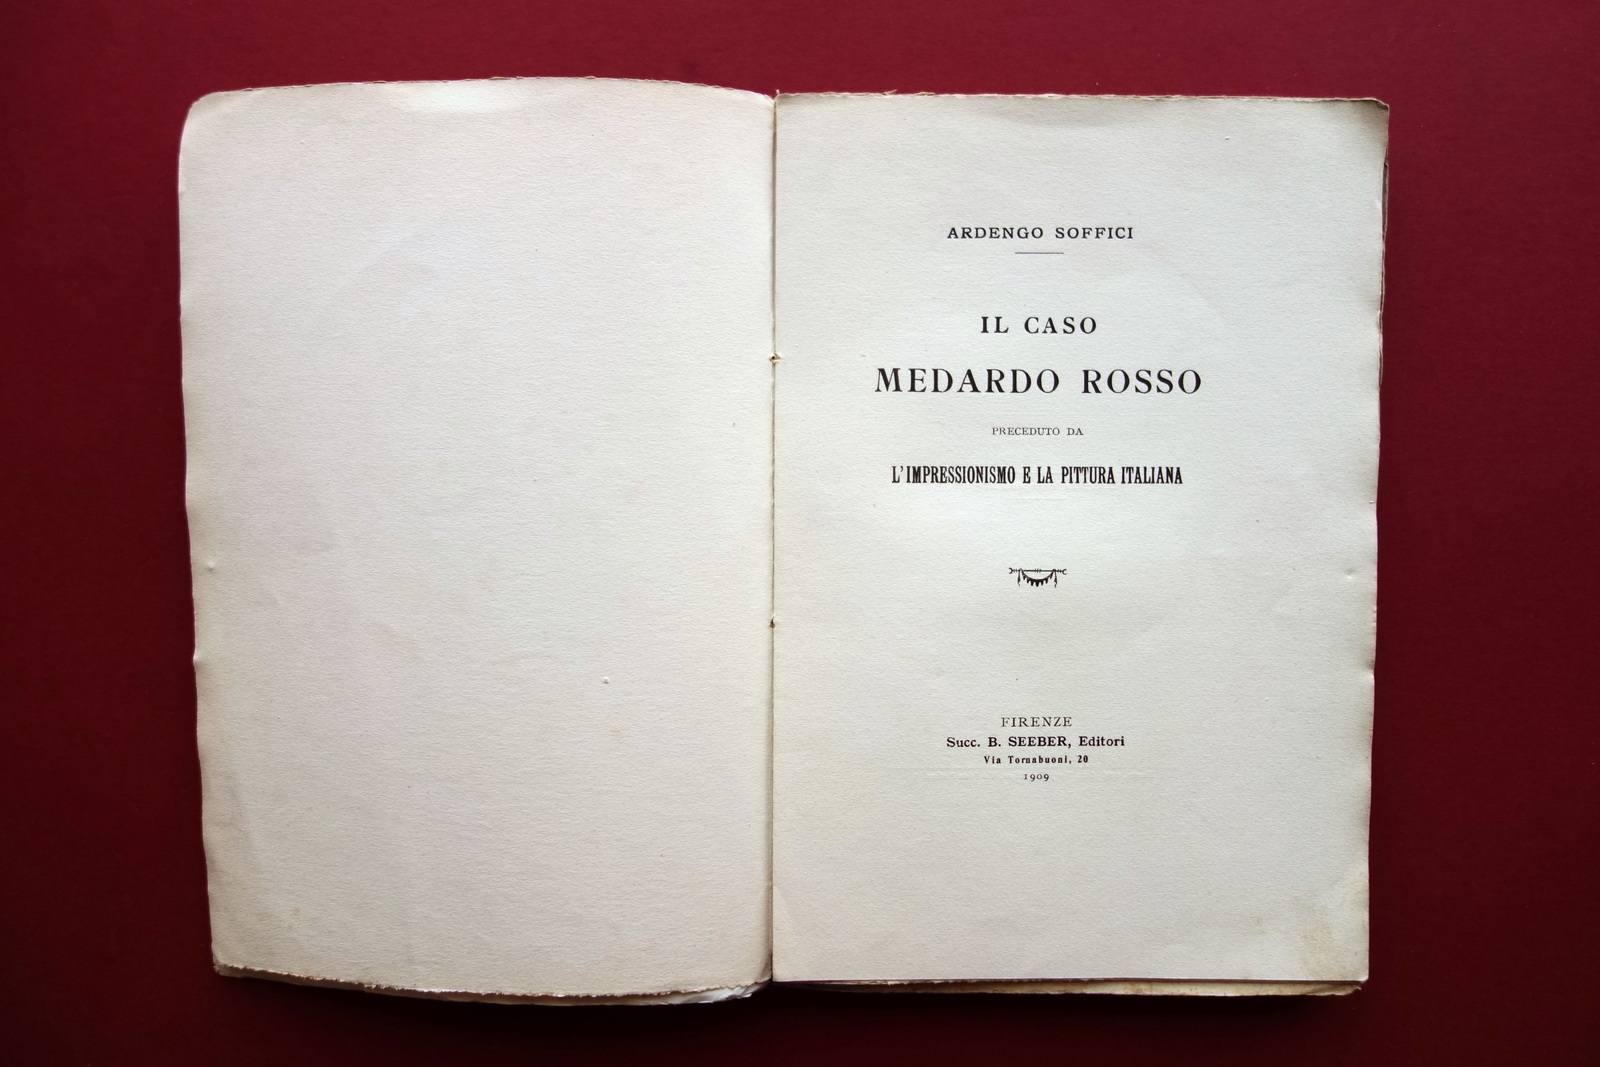 ARDENGO SOFFICI
IL CASO
MEDARDO ROSSO
PRECEDUTO DA
L'IMPRESSIONISMO E LA PITTURA ITALIANA
FIRENZE
Succ. B. SEEBER, Editori
Via Tornabuoni, 20
1909